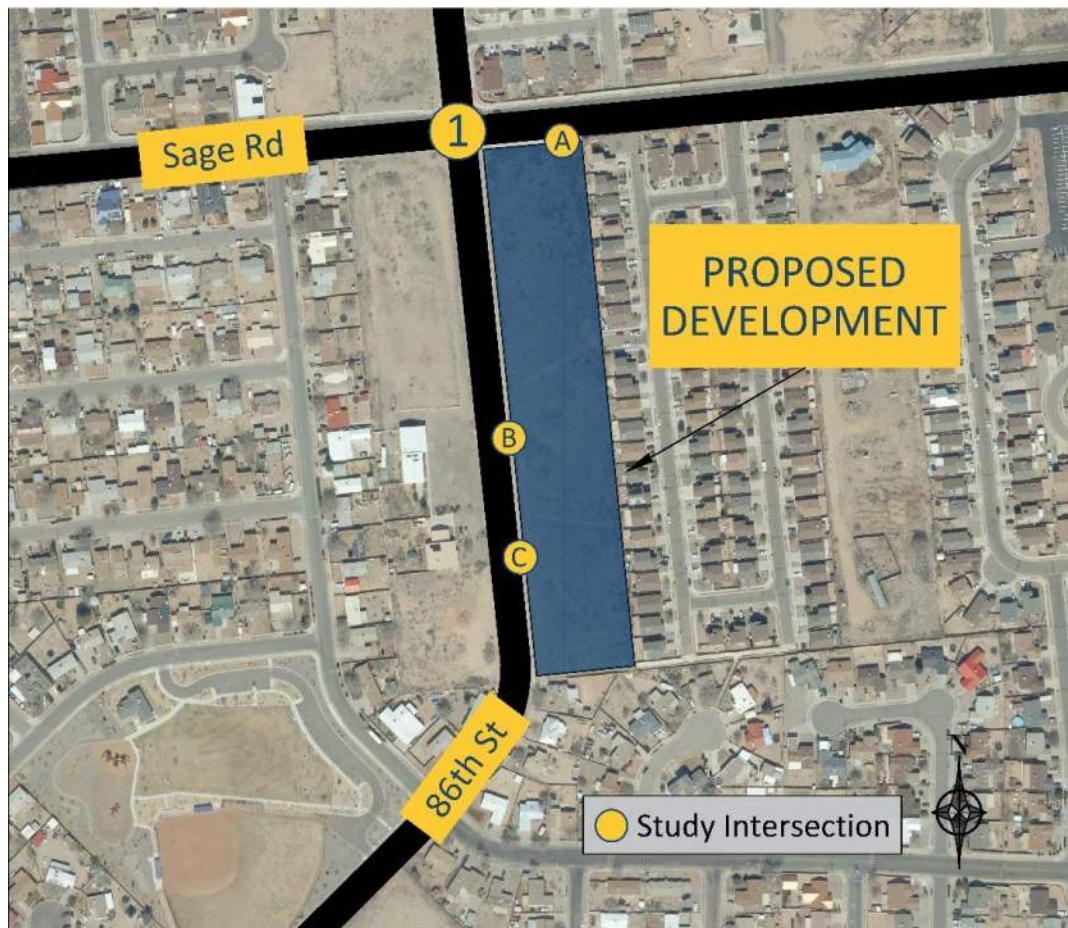 1
A
Sage Rd
PROPOSED
DEVELOPMENT
B
C
86th St
N
Study Intersection